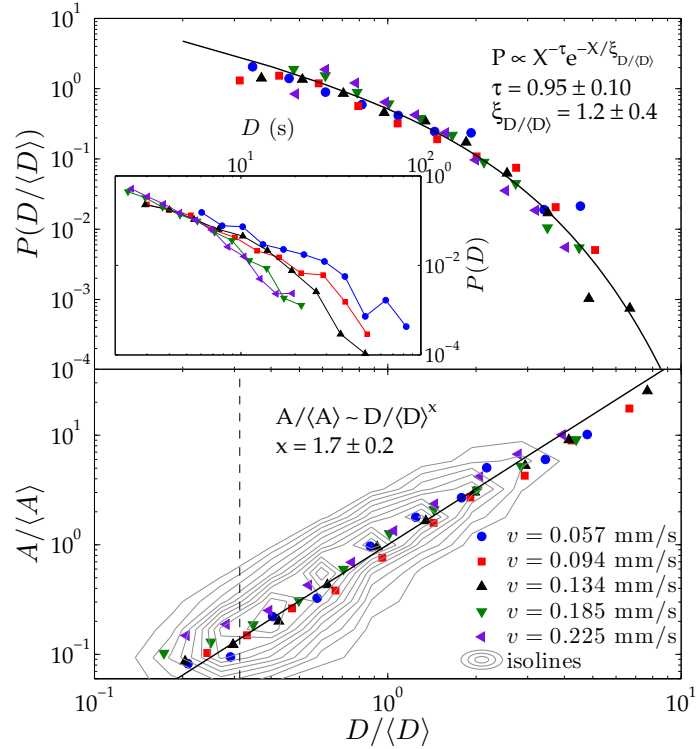 10^1
10^0
10^-1
10^-2
10^-3
10^-4
P(D/⟨D⟩)
P ∝ X^-τ e^-X/ξ_D/⟨D⟩
τ = 0.95 ± 0.10
ξ_D/⟨D⟩ = 1.2 ± 0.4
D (s)
10^1
10^2
10^0
10^-2
10^-4
P(D)
A/⟨A⟩ ~ D/⟨D⟩^x
x = 1.7 ± 0.2
10^1
10^0
10^-1
A/⟨A⟩
v = 0.057 mm/s
v = 0.094 mm/s
v = 0.134 mm/s
v = 0.185 mm/s
v = 0.225 mm/s
isolines
10^-1
10^0
10^1
D/⟨D⟩